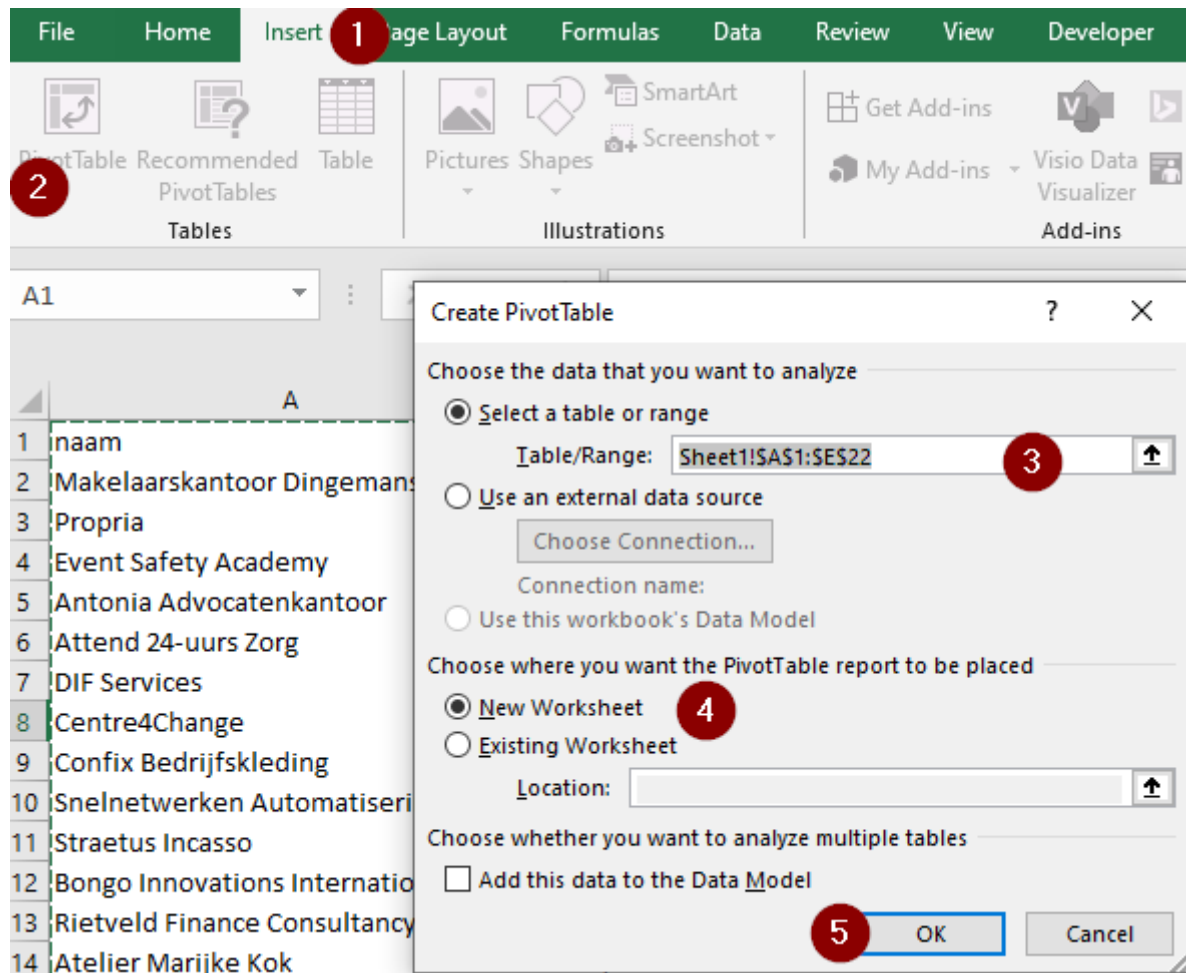 File Home Insert 1 age Layout Formulas Data Review View Developer
SmartArt
Get Add-ins
Screenshot
PivotTable Recommended Table Pictures Shapes
My Add-ins Visio Data
2 PivotTables Visualizer
Tables Illustrations Add-ins
A1
Create PivotTable ?
Choose the data that you want to analyze
A
Select a table or range
1 naam
Table/Range: Sheet1!$A$1:$E$22 3
2 Makelaarskantoor Dingemans
Use an external data source
3 Propria
Choose Connection...
4 Event Safety Academy
Connection name:
5 Antonia Advocatenkantoor
Use this workbook's Data Model
6 Attend 24-uurs Zorg
Choose where you want the PivotTable report to be placed
7 DIF Services
New Worksheet 4
8 Centre4Change
Existing Worksheet
9 Confix Bedrijfskleding
Location:
10 Snelnetwerken Automatiseri
Choose whether you want to analyze multiple tables
11 Straetus Incasso
Add this data to the Data Model
12 Bongo Innovations Internatio
13 Rietveld Finance Consultancy
5 OK Cancel
14 Atelier Marijke Kok